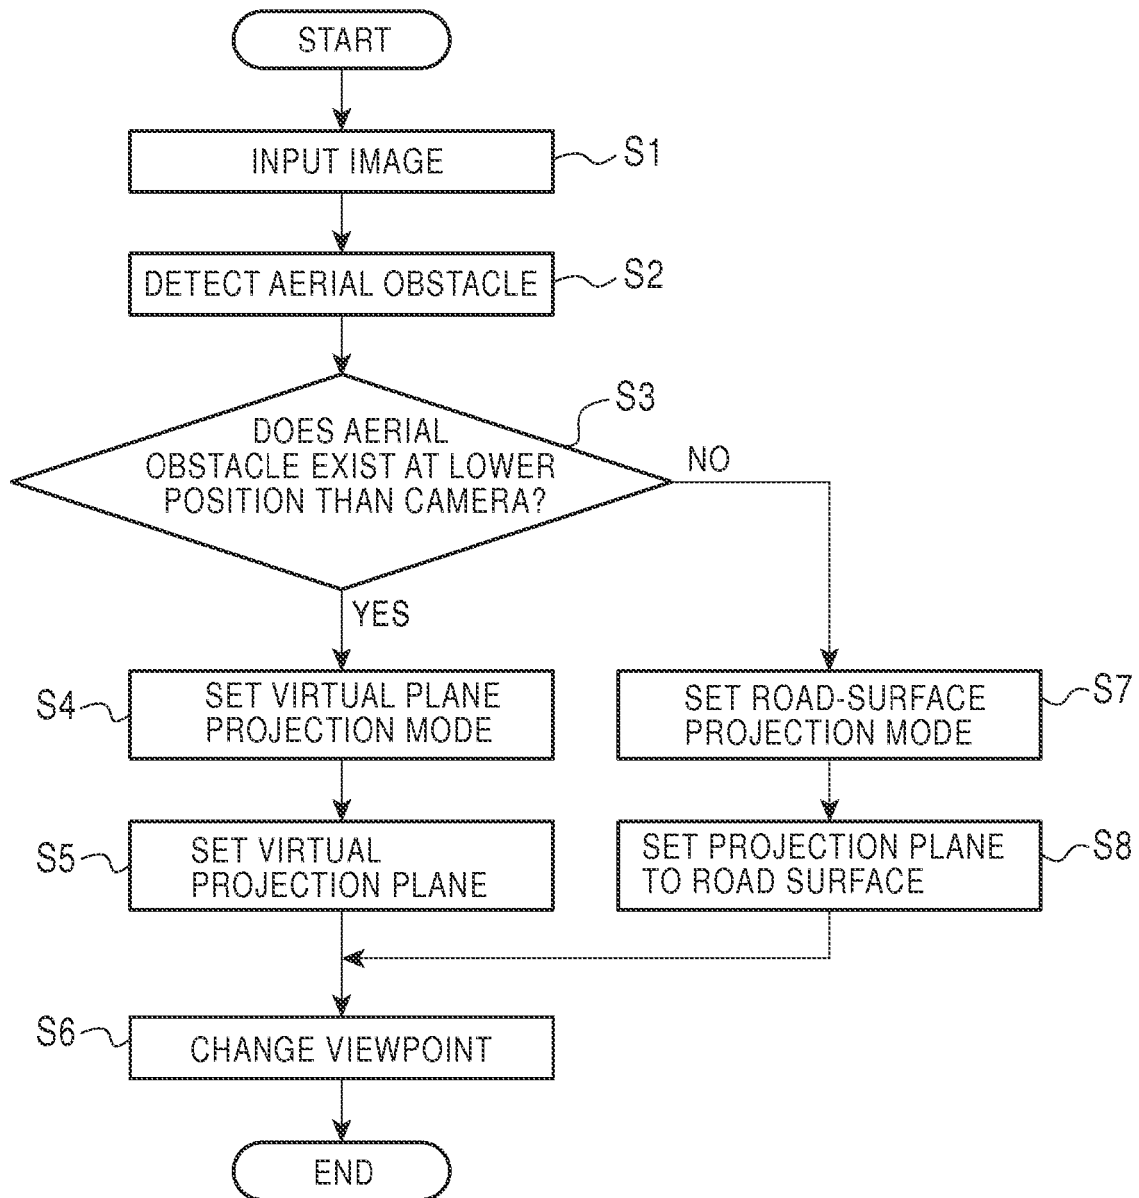 START
INPUT IMAGE
S1
DETECT AERIAL OBSTACLE
S2
S3
DOES AERIAL
OBSTACLE EXIST AT LOWER
POSITION THAN CAMERA?
NO
YES
S4
SET VIRTUAL PLANE
PROJECTION MODE
SET ROAD-SURFACE
PROJECTION MODE
S7
S5
SET VIRTUAL
PROJECTION PLANE
SET PROJECTION PLANE
TO ROAD SURFACE
S8
S6
CHANGE VIEWPOINT
END